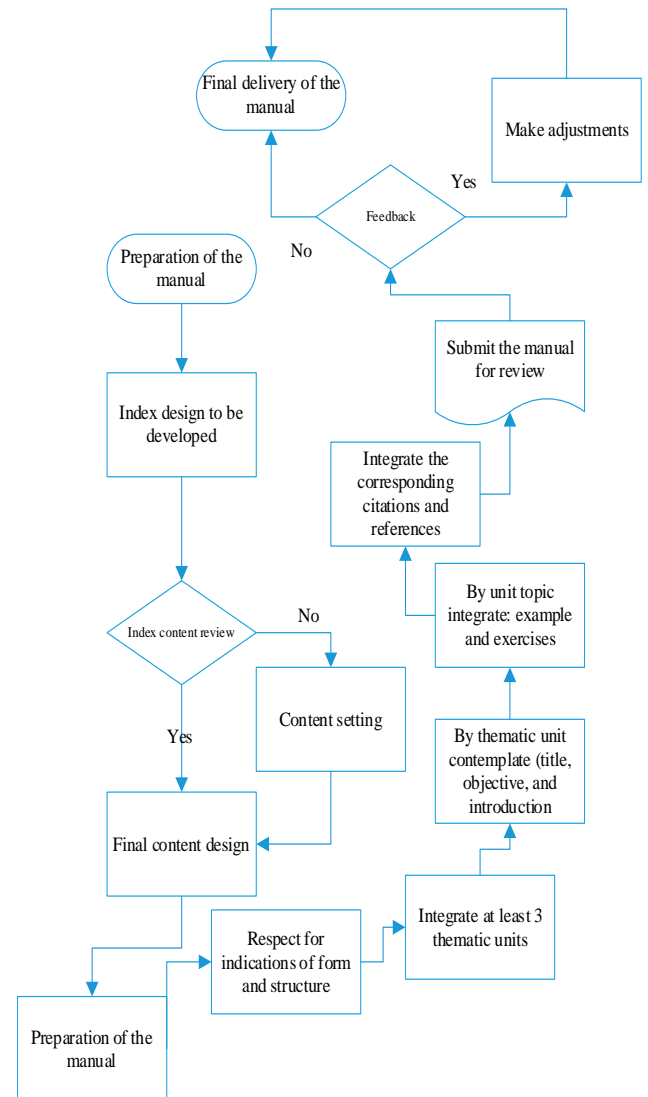 Final delivery of the
manual
Make adjustments
Yes
Feedback
No
Preparation of the
manual
Submit the manual
for review
Index design to be
developed
Integrate the
corresponding
citations and
references
By unit topic
integrate: example
and exercises
Index content review
No
Content setting
Yes
By thematic unit
contemplate (title,
objective, and
introduction
Final content design
Integrate at least 3
thematic units
Respect for
indications of form
and structure
Preparation of the
manual